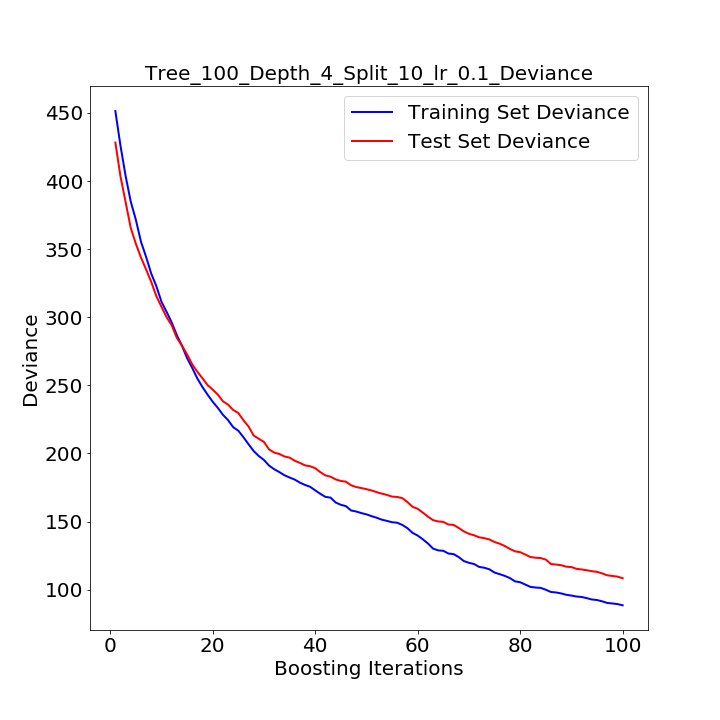 Tree_100_Depth_4_Split_10_lr_0.1_Deviance
Training Set Deviance
Test Set Deviance
450
400
350
300
250
200
150
100
Deviance
0 20 40 60 80 100
Boosting Iterations